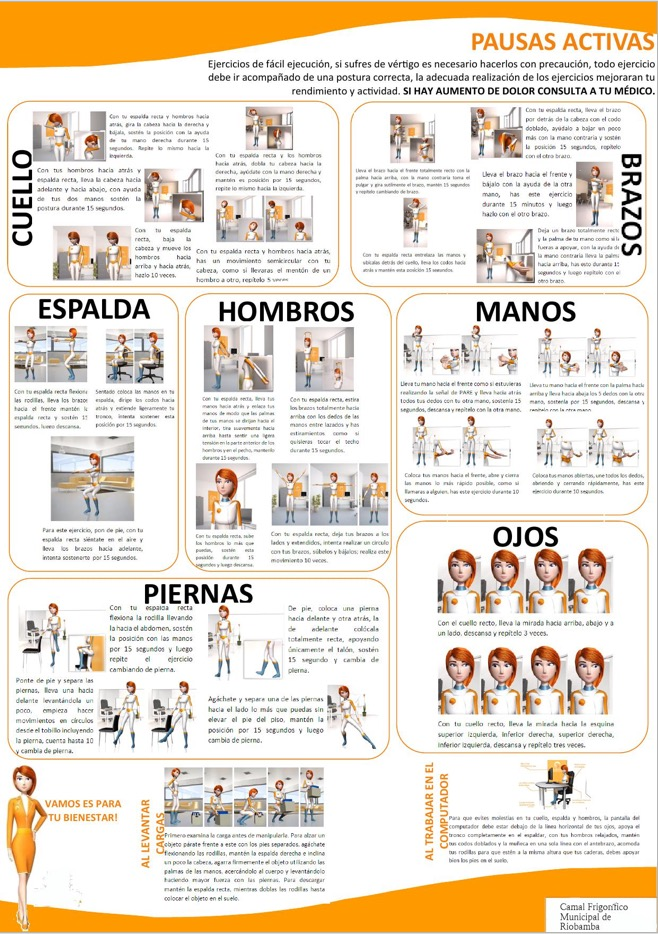 PAUSAS ACTIVAS
Ejercicios de fácil ejecución, si sufres de vértigo es necesario hacerlos con precaución, todo ejercicio
debe ir acompañado de una postura correcta, la adecuada realización de los ejercicios mejoraran tu
rendimiento y actividad. SI HAY AUMENTO DE DOLOR CONSULTA A TU MÉDICO.
CUELLO
Con tu espalda recta y hombros hacia
atrás, gira la cabeza hacia la derecha y
bájala, sostén la posición con la ayuda
de tu mano derecha durante 15
segundos. Repite lo mismo hacia la
izquierda.
Con tu espalda recta y los hombros
hacia atrás, dobla tu cabeza hacia la
derecha, ayúdate con la mano derecha y
mantén es posición por 15 segundos,
repite lo mismo hacia la izquierda.
Con tus hombros hacia atrás y
espalda recta, lleva la cabeza hacia
adelante y hacia abajo, con ayuda
de tus dos manos sostén la
postura durante 15 segundos.
Con tu espalda
recta, baja la
cabeza y mueve los
hombros hacia
arriba y hacia atrás,
hazlo 10 veces.
Con tu espalda recta y hombros hacia atrás,
has un movimiento semicircular con tu
cabeza, como si llevaras el mentón de un
hombro a otro, repítelo 5 veces
BRAZOS
Con tu espalda recta, lleva el brazo
por detrás de la cabeza con el codo
doblado, ayúdalo a bajar un poco
más con la mano contraria y sostén
la posición 15 segundos, repítelo
con el otro brazo.
Lleva el brazo hacia el frente totalmente recto con la
palma hacia arriba, con la mano contraria toma el
pulgar y gira sutilmente el brazo, mantén 15 segundos
y repítelo cambiando de brazo.
Lleva el brazo hacia el frente y
bájalo con la ayuda de la otra
mano, has este ejercicio
durante 15 minutos y luego
hazlo con el otro brazo.
Con tu espalda recta entrelaza las manos y
ubícalas detrás del cuello, lleva los codos hacia
atrás o mantén esta posición 15 segundos.
Deja un brazo totalmente recto
y la palma de tu mano como si la
fueras a apoyar, con la ayuda de
la mano contraria lleva la palma
hacia arriba, has esto durante 15
segundos y luego repítelo con el
otro brazo.
ESPALDA
Con tu espalda recta flexiona
las rodillas, lleva los brazos
hacia el frente mantén la
espalda recta y sostén 15
segundos, luego descansa.
Sentado coloca las manos en tu
espalda, dirige los codos hacia
atrás y extiende ligeramente tu
tronco, intenta sostener esta
posición por 15 segundos.
Para este ejercicio, pon de pie, con tu
espalda recta siéntate en el aire y
lleva los brazos hacia adelante,
intenta sostenerte por 15 segundos.
HOMBROS
Con tu espalda recta, lleva tus
manos hacia atrás y enlaza tus
manos de modo que las palmas
de tus manos se dirijan hacia el
interior, tira suavemente hacia
arriba hasta sentir una ligera
tensión en la parte anterior de los
hombros y en el pecho, mantenlo
durante 15 segundos.
Con tu espalda recta, estira
los brazos totalmente hacia
arriba con los dedos de las
manos entre lazados y has
estiramientos como si
quisieras tocar el techo
durante 15 segundos.
Con tu espalda recta, sube
los hombros lo más que
puedas, sostén esta
posición durante 15
segundos y luego descansa.
Con tu espalda recta, deja tus brazos a los
lados y extendidos, intenta realizar un círculo
con tus brazos, súbelos y bájalos; realiza este
movimiento 10 veces.
MANOS
Lleva tu mano hacia el frente como si estuvieras
realizando la señal de PARE y lleva hacia atrás
todos tus dedos con tu otra mano, sostenla por 15
segundos, descansa y repítelo con la otra mano.
Lleva tu mano hacia el frente con la palma hacia
arriba y lleva hacia abajo los 5 dedos con la otra
mano, sostenla por 15 segundos, descansa y
repítelo con la otra mano.
Coloca tus manos hacia el frente, abre y cierra
las manos lo más rápido posible, como si
llamaras a alguien, has este ejercicio durante 10
segundos.
Coloca tus manos abiertas, une todos los dedos,
abriendo y cerrando rápidamente, has este
ejercicio durante 10 segundos.
OJOS
Con el cuello recto, lleva la mirada hacia arriba, abajo y a
un lado, descansa y repítelo 3 veces.
Con tu cuello recto, lleva la mirada hacia la esquina
superior izquierda, inferior derecha, superior derecha,
inferior izquierda, descansa y repítelo tres veces.
PIERNAS
Con tu espalda recta
flexiona la rodilla llevando
la hacia el abdomen, sostén
la posición con las manos
por 15 segundos y luego
repite el ejercicio
cambiando de pierna.
De pie, coloca una pierna
hacia delante y otra atrás, la
de adelante colócala
totalmente recta, apoyando
únicamente el talón, sostén
15 segundo y cambia de
pierna.
Ponte de pie y separa las
piernas, lleva una hacia
delante levantándola un
poco, empieza hacer
movimientos en círculos
desde el tobillo incluyendo
la pierna, cuenta hasta 10
y cambia de pierna.
Agáchate y separa una de las piernas
hacia el lado lo más que puedas sin
elevar el pie del piso, mantén la
posición por 15 segundos y luego
cambia de pierna.
VAMOS ES PARA
TU BIENESTAR!
AL LEVANTAR
CARGAS
Primero examina la carga antes de manipularla. Para alzar un
objeto párate frente a este con los pies separados, agáchate
flexionando las rodillas, mantén la espalda derecha e inclina
un poco la cabeza, agarra firmemente el objeto utilizando las
palmas de las manos, acercándolo al cuerpo y levantándolo
haciendo mayor fuerza con las piernas. Para descargar
mantén la espalda recta, mientras doblas las rodillas hasta
colocar el objeto en el suelo.
AL TRABAJAR EN EL
COMPUTADOR
Para que evites molestias en tu cuello, espalda y hombros, la pantalla del
computador debe estar debajo de la línea horizontal de tus ojos, apoya el
tronco completamente en el espaldar, con tus hombros relajados, mantén
tus codos doblados y la muñeca en una sola línea con el antebrazo, acomoda
tus rodillas para que estén a la misma altura que tus caderas, debes apoyar
bien los pies en el suelo.
Camal Frigorífico
Municipal de
Riobamba